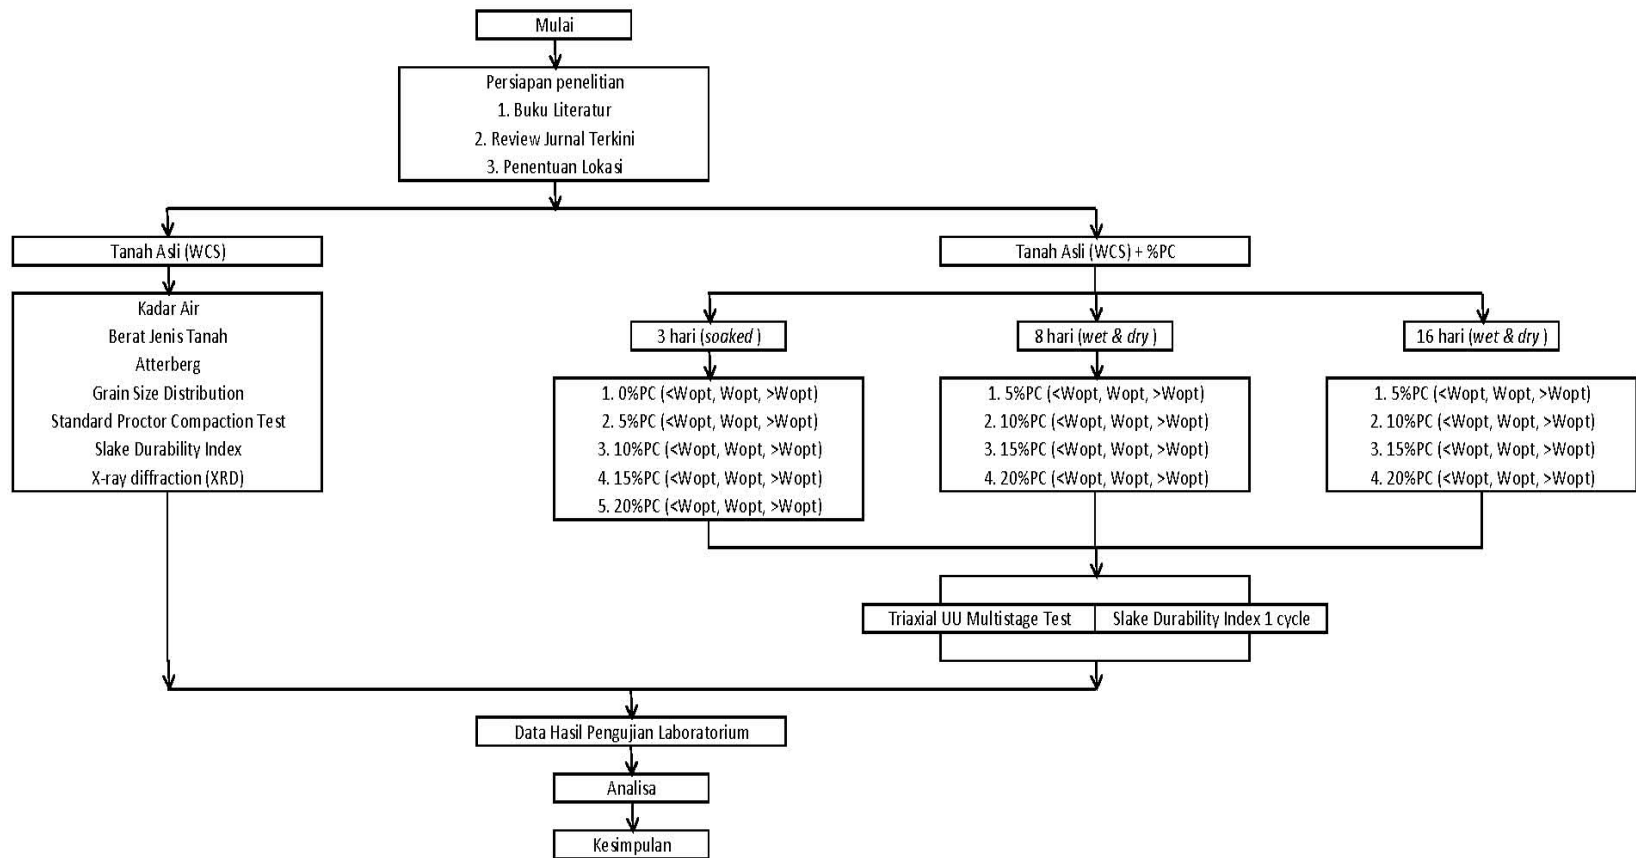 Mulai
Persiapan penelitian
1. Buku Literatur
2. Review Jurnal Terkini
3. Penentuan Lokasi
Tanah Asli (WCS)
Kadar Air
Berat Jenis Tanah
Atterberg
Grain Size Distribution
Standard Proctor Compaction Test
Slake Durability Index
X-ray diffraction (XRD)
Tanah Asli (WCS) + %PC
3 hari (soaked )
1. 0%PC (<Wopt, Wopt, >Wopt)
2. 5%PC (<Wopt, Wopt, >Wopt)
3. 10%PC (<Wopt, Wopt, >Wopt)
4. 15%PC (<Wopt, Wopt, >Wopt)
5. 20%PC (<Wopt, Wopt, >Wopt)
8 hari (wet & dry )
1. 5%PC (<Wopt, Wopt, >Wopt)
2. 10%PC (<Wopt, Wopt, >Wopt)
3. 15%PC (<Wopt, Wopt, >Wopt)
4. 20%PC (<Wopt, Wopt, >Wopt)
16 hari (wet & dry )
1. 5%PC (<Wopt, Wopt, >Wopt)
2. 10%PC (<Wopt, Wopt, >Wopt)
3. 15%PC (<Wopt, Wopt, >Wopt)
4. 20%PC (<Wopt, Wopt, >Wopt)
Triaxial UU Multistage Test
Slake Durability Index 1 cycle
Data Hasil Pengujian Laboratorium
Analisa
Kesimpulan